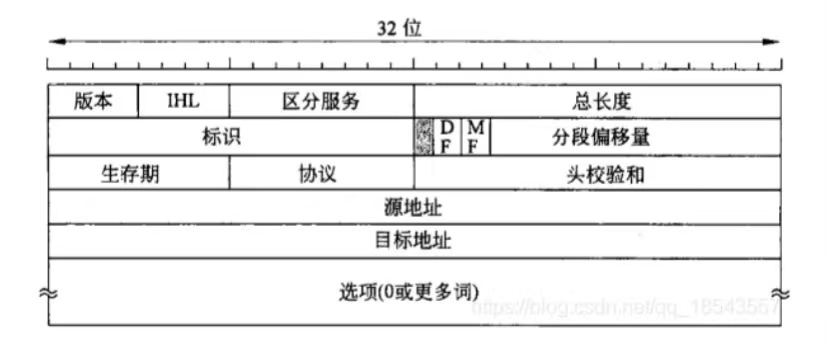 32 位
版本 IHL 区分服务 总长度
标识 DF MF 分段偏移量
生存期 协议 头校验和
源地址
目标地址
选项(0或更多词)
https://blog.csdn.net/qq_18543557